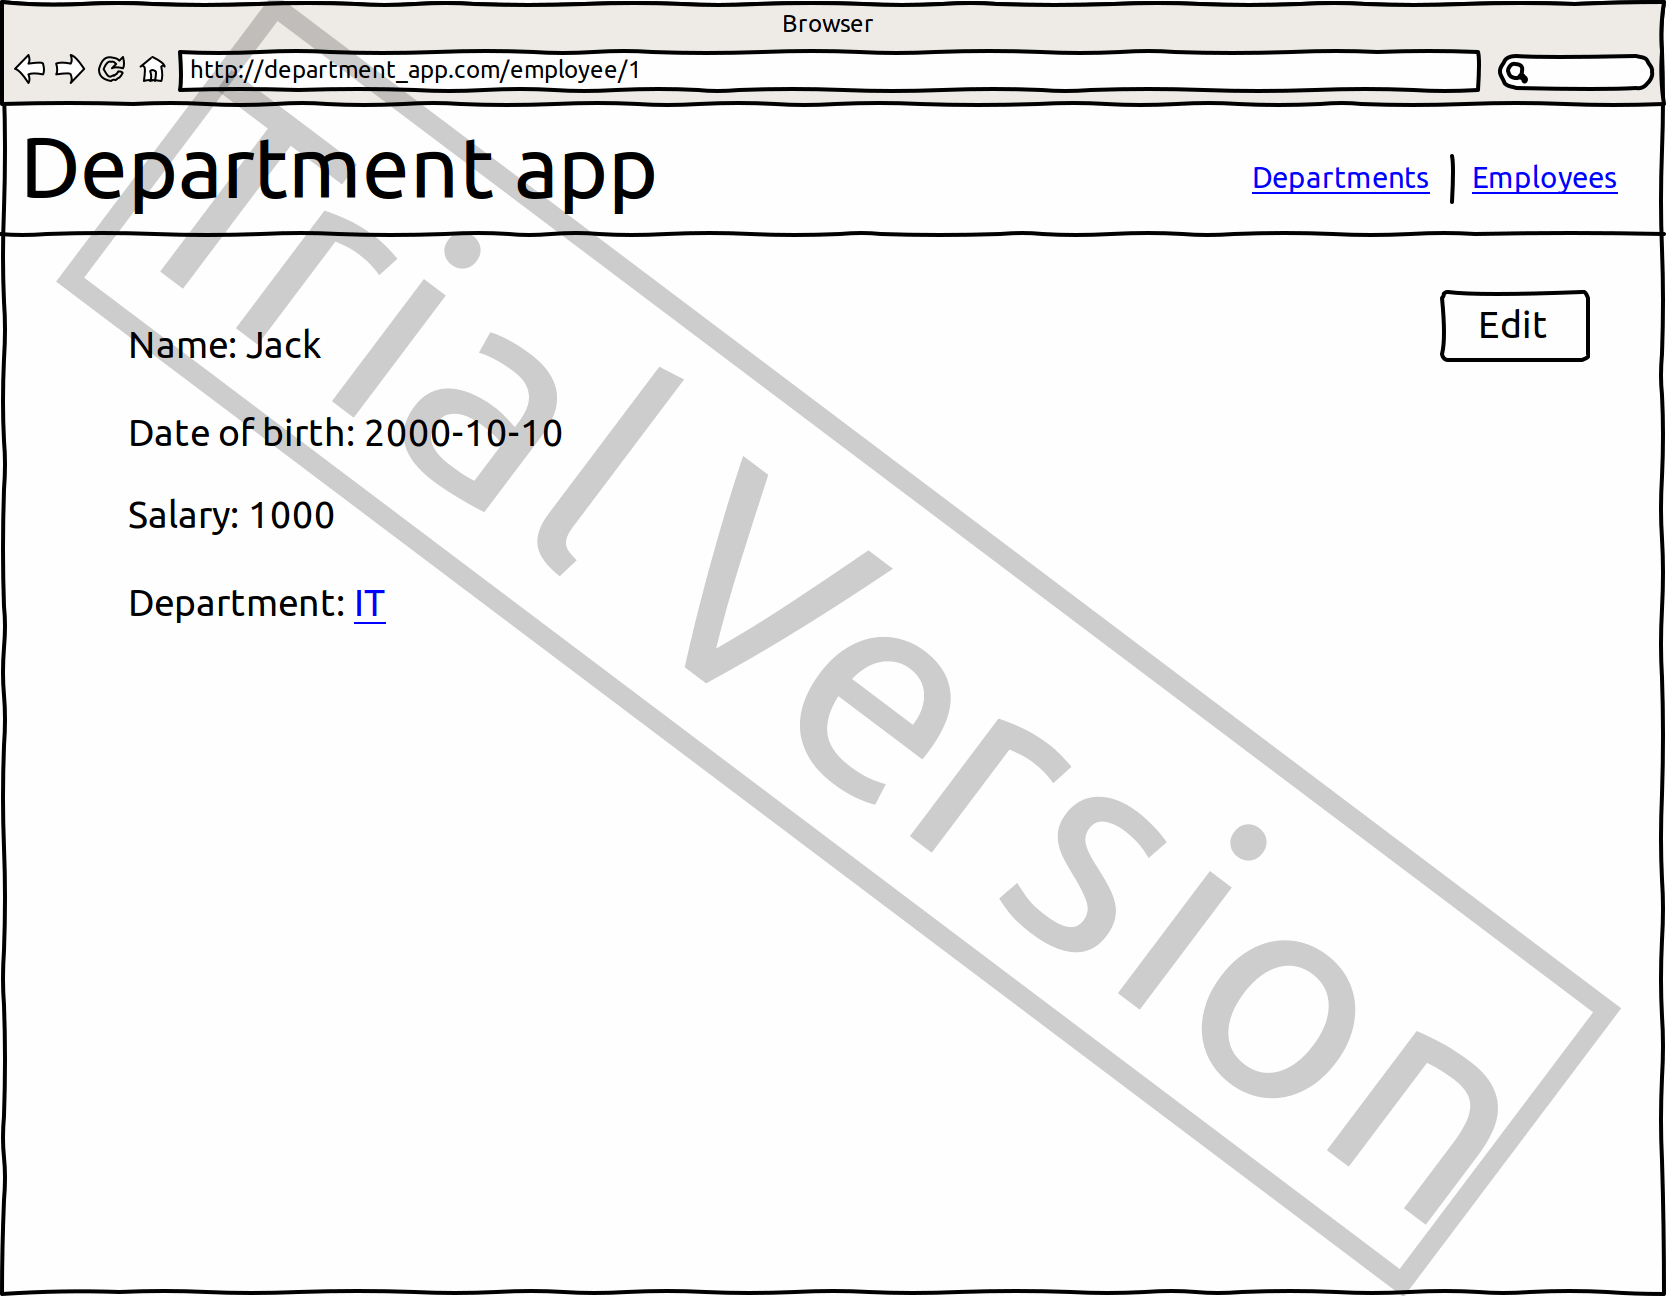 Browser
http://department_app.com/employee/1
Department app
Departments
Employees
Edit
Name: Jack
Date of birth: 2000-10-10
Salary: 1000
Department: IT
Trial Version